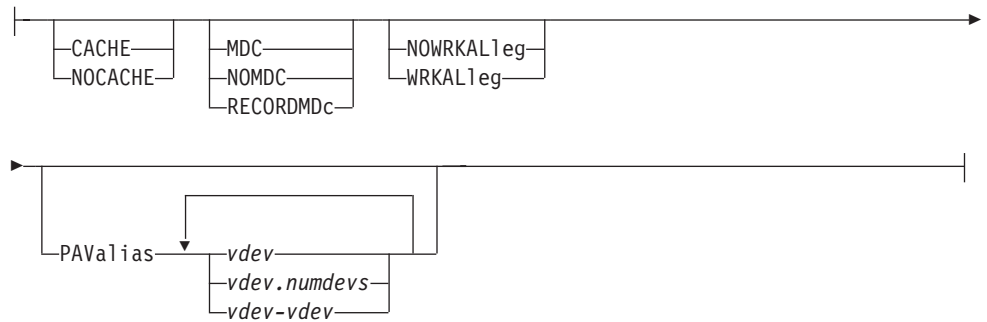 CACHE MDC NOWRKALleg
NOCACHE NOMDC WRKALleg
RECORDMDc
PAValias vdev
vdev.numdevs
vdev-vdev